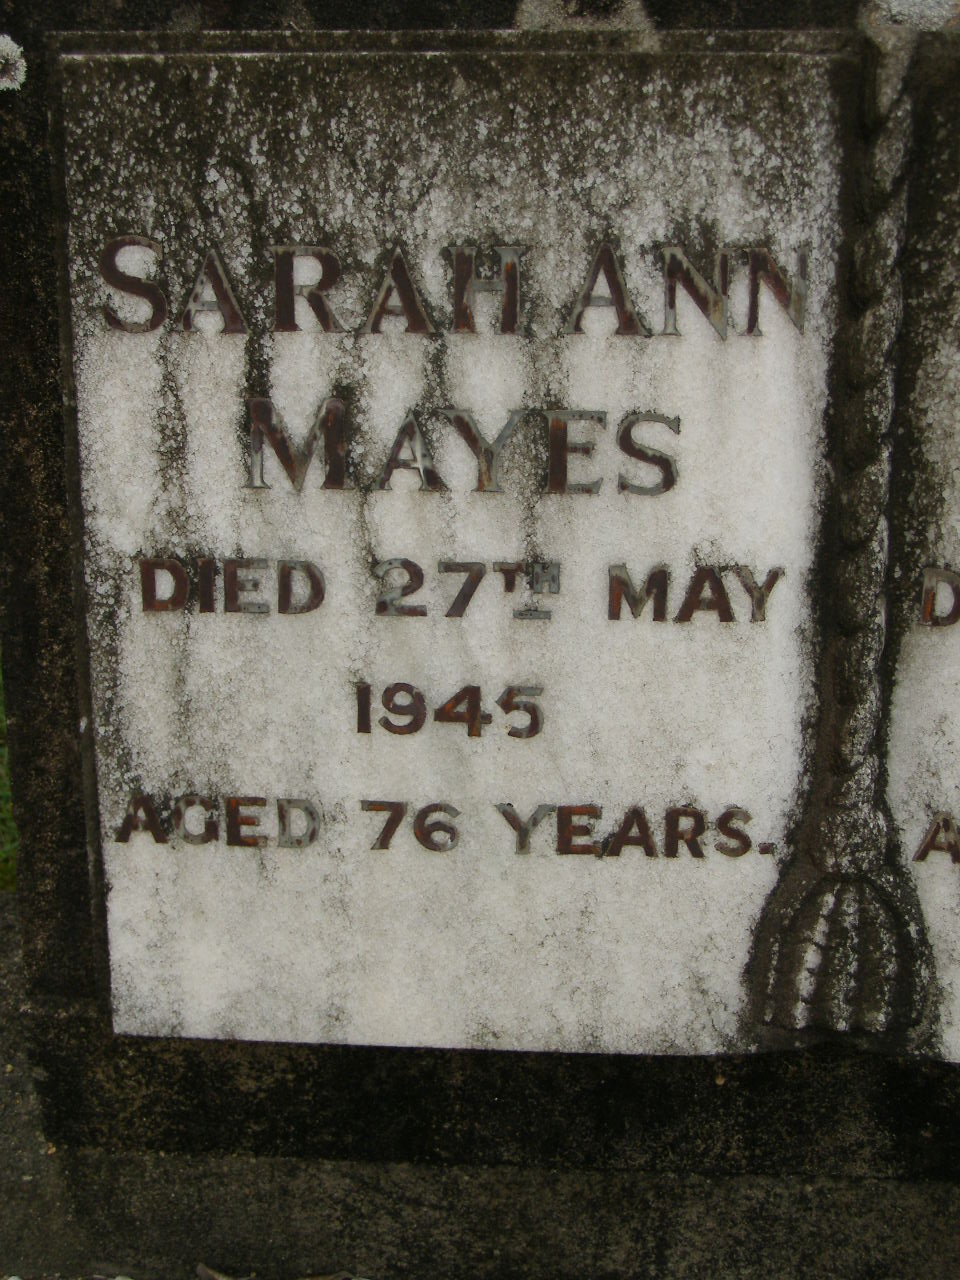 SARAH ANN
MAYES
DIED 27TH MAY
1945
AGED 76 YEARS.